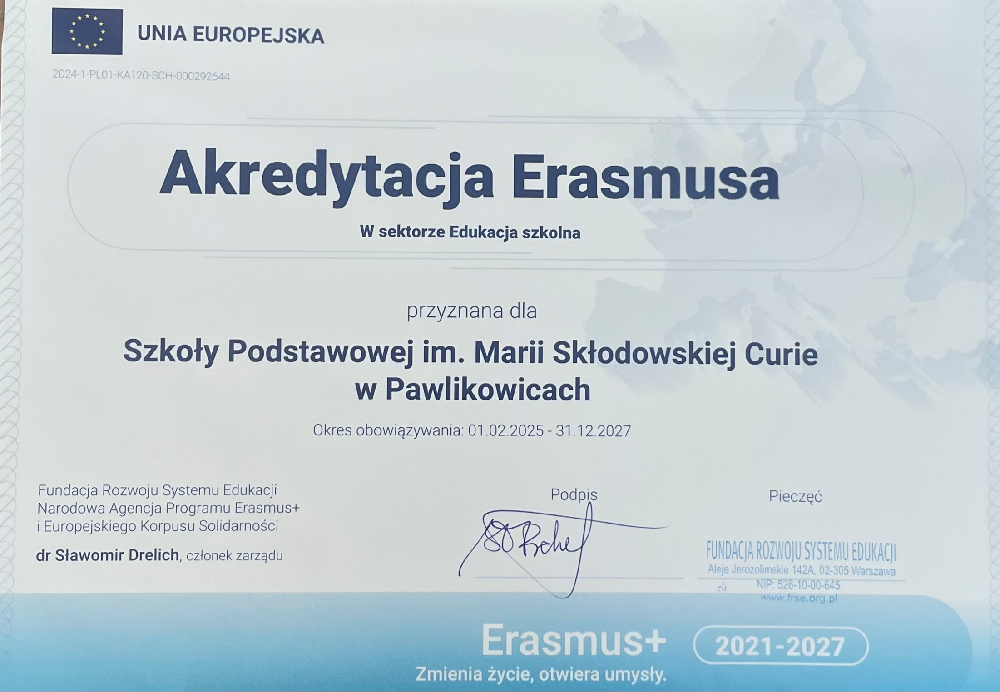 UNIA EUROPEJSKA
2024-1-PL01-KA120-SCH-000292644
Akredytacja Erasmusa
W sektorze Edukacja szkolna
przyznana dla
Szkoły Podstawowej im. Marii Skłodowskiej Curie
w Pawlikowicach
Okres obowiązywania: 01.02.2025 - 31.12.2027
Fundacja Rozwoju Systemu Edukacji
Narodowa Agencja Programu Erasmus+
i Europejskiego Korpusu Solidarności
dr Sławomir Drelich, członek zarządu
Podpis
Pieczęć
FUNDACJA ROZWOJU SYSTEMU EDUKACJI
Aleje Jerozolimskie 142A, 02-305 Warszawa
NIP: 526-10-00-645
www.frse.org.pl
Erasmus+
2021-2027
Zmienia życie, otwiera umysły.